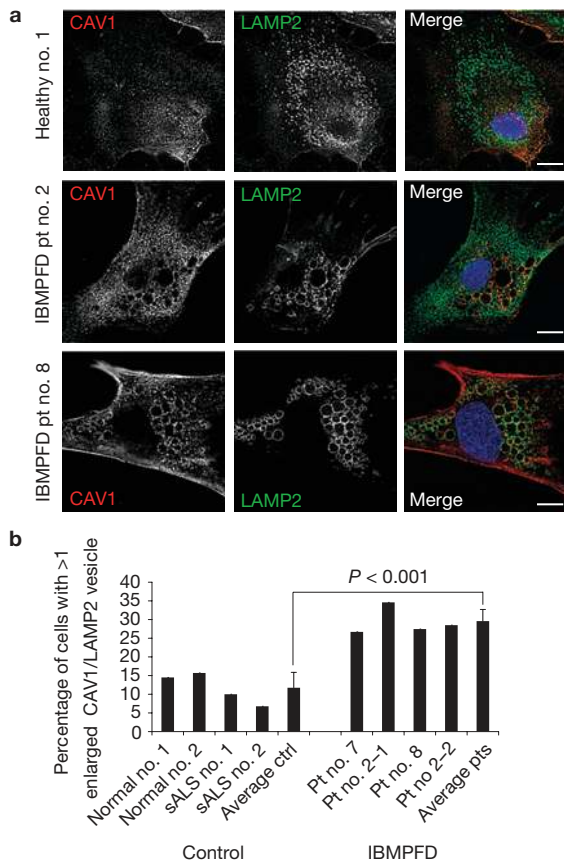 a
CAV1
LAMP2
Merge
Healthy no. 1
CAV1
LAMP2
Merge
IBMPFD pt no. 2
CAV1
LAMP2
Merge
IBMPFD pt no. 8
b
Percentage of cells with >1
enlarged CAV1/LAMP2 vesicle
P < 0.001
40
35
30
25
20
15
10
5
0
Normal no. 1
Normal no. 2
sALS no. 1
sALS no. 2
Average ctrl
Pt no. 7
Pt no. 2–1
Pt no. 8
Pt no 2–2
Average pts
Control
IBMPFD